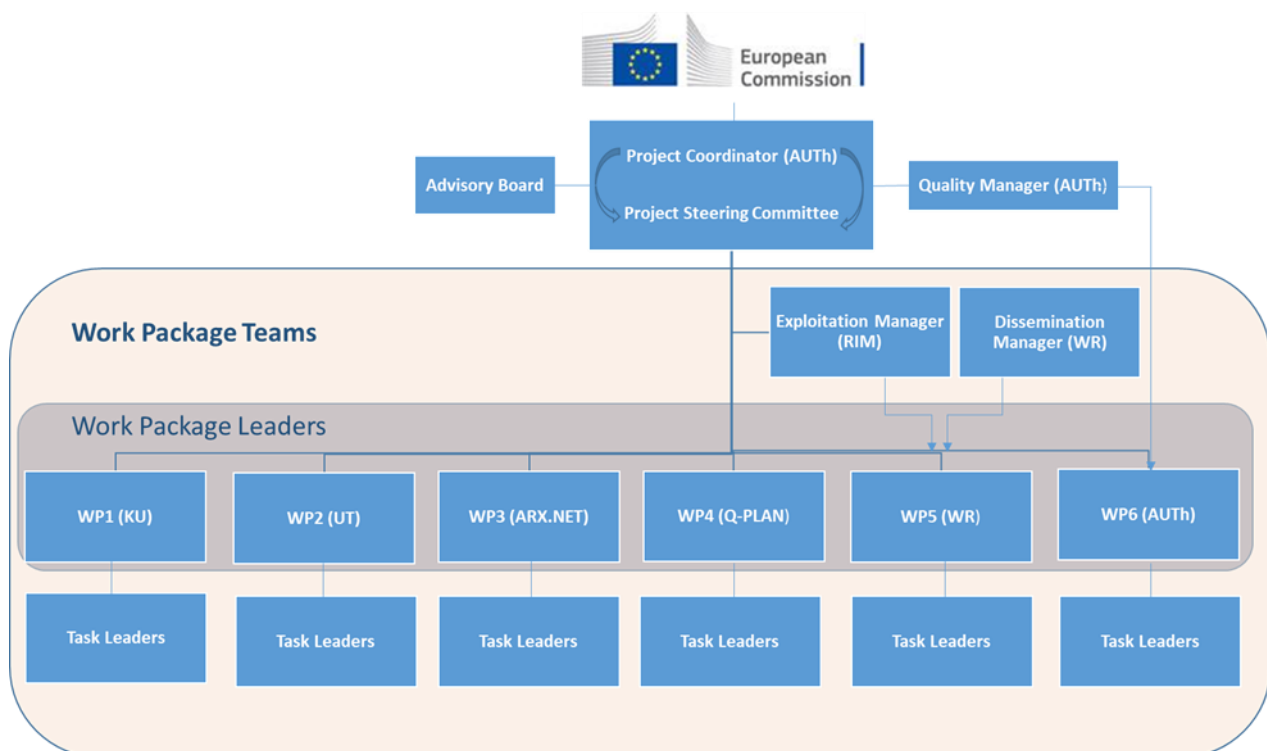 European
Commission
Project Coordinator (AUTh)
Advisory Board
Quality Manager (AUTh)
Project Steering Committee
Work Package Teams
Exploitation Manager
(RIM)
Dissemination
Manager (WR)
Work Package Leaders
WP1 (KU)
WP2 (UT)
WP3 (ARX.NET)
WP4 (Q-PLAN)
WP5 (WR)
WP6 (AUTh)
Task Leaders
Task Leaders
Task Leaders
Task Leaders
Task Leaders
Task Leaders